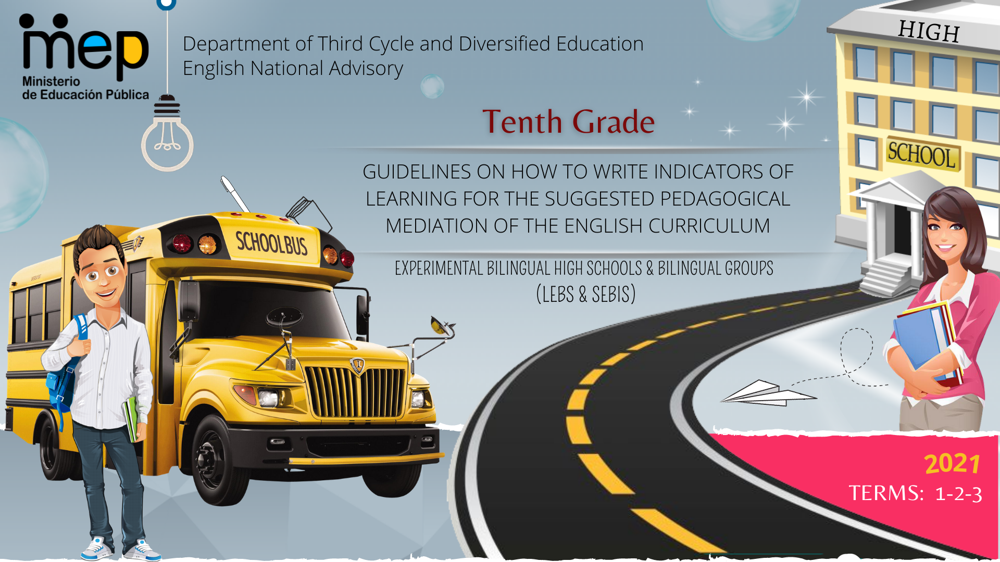 mep
Ministerio
de Educación Pública
Department of Third Cycle and Diversified Education
English National Advisory
HIGH
Tenth Grade
SCHOOL
GUIDELINES ON HOW TO WRITE INDICATORS OF
LEARNING FOR THE SUGGESTED PEDAGOGICAL
MEDIATION OF THE ENGLISH CURRICULUM
SCHOOLBUS
EXPERIMENTAL BILINGUAL HIGH SCHOOLS & BILINGUAL GROUPS
(LEBS & SEBIS)
2021
TERMS: 1-2-3